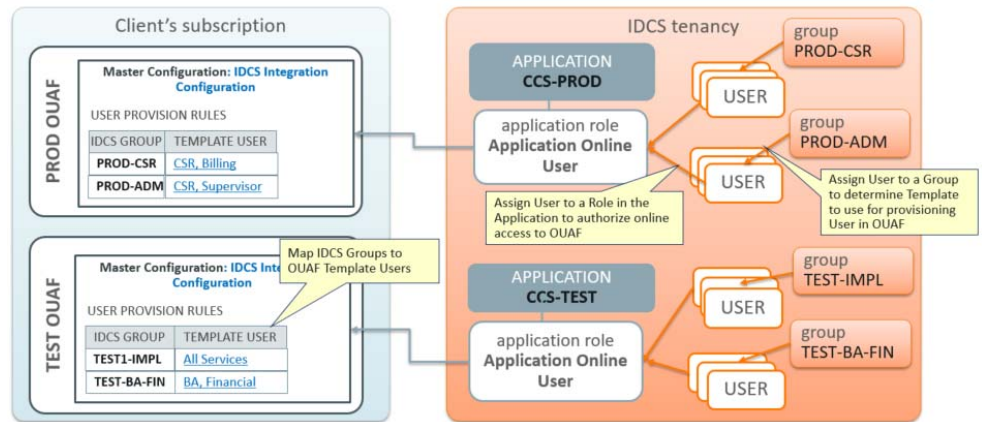 Client's subscription
PROD OUAF
Master Configuration: IDCS Integration
Configuration
USER PROVISION RULES
IDCS GROUP TEMPLATE USER
PROD-CSR CSR, Billing
PROD-ADM CSR, Supervisor
TEST OUAF
Master Configuration: IDCS Inte
Configuration
USER PROVISION RULES
IDCS GROUP TEMPLATE USER
TEST1-IMPL All Services
TEST-BA-FIN BA, Financial
Map IDCS Groups to
OUAF Template Users
IDCS tenancy
APPLICATION
CCS-PROD
application role
Application Online
User
USER
group
PROD-CSR
USER
group
PROD-ADM
Assign User to a Role in the
Application to authorize online
access to OUAF
Assign User to a Group
to determine Template
to use for provisioning
User in OUAF
APPLICATION
CCS-TEST
application role
Application Online
User
USER
group
TEST-IMPL
USER
group
TEST-BA-FIN